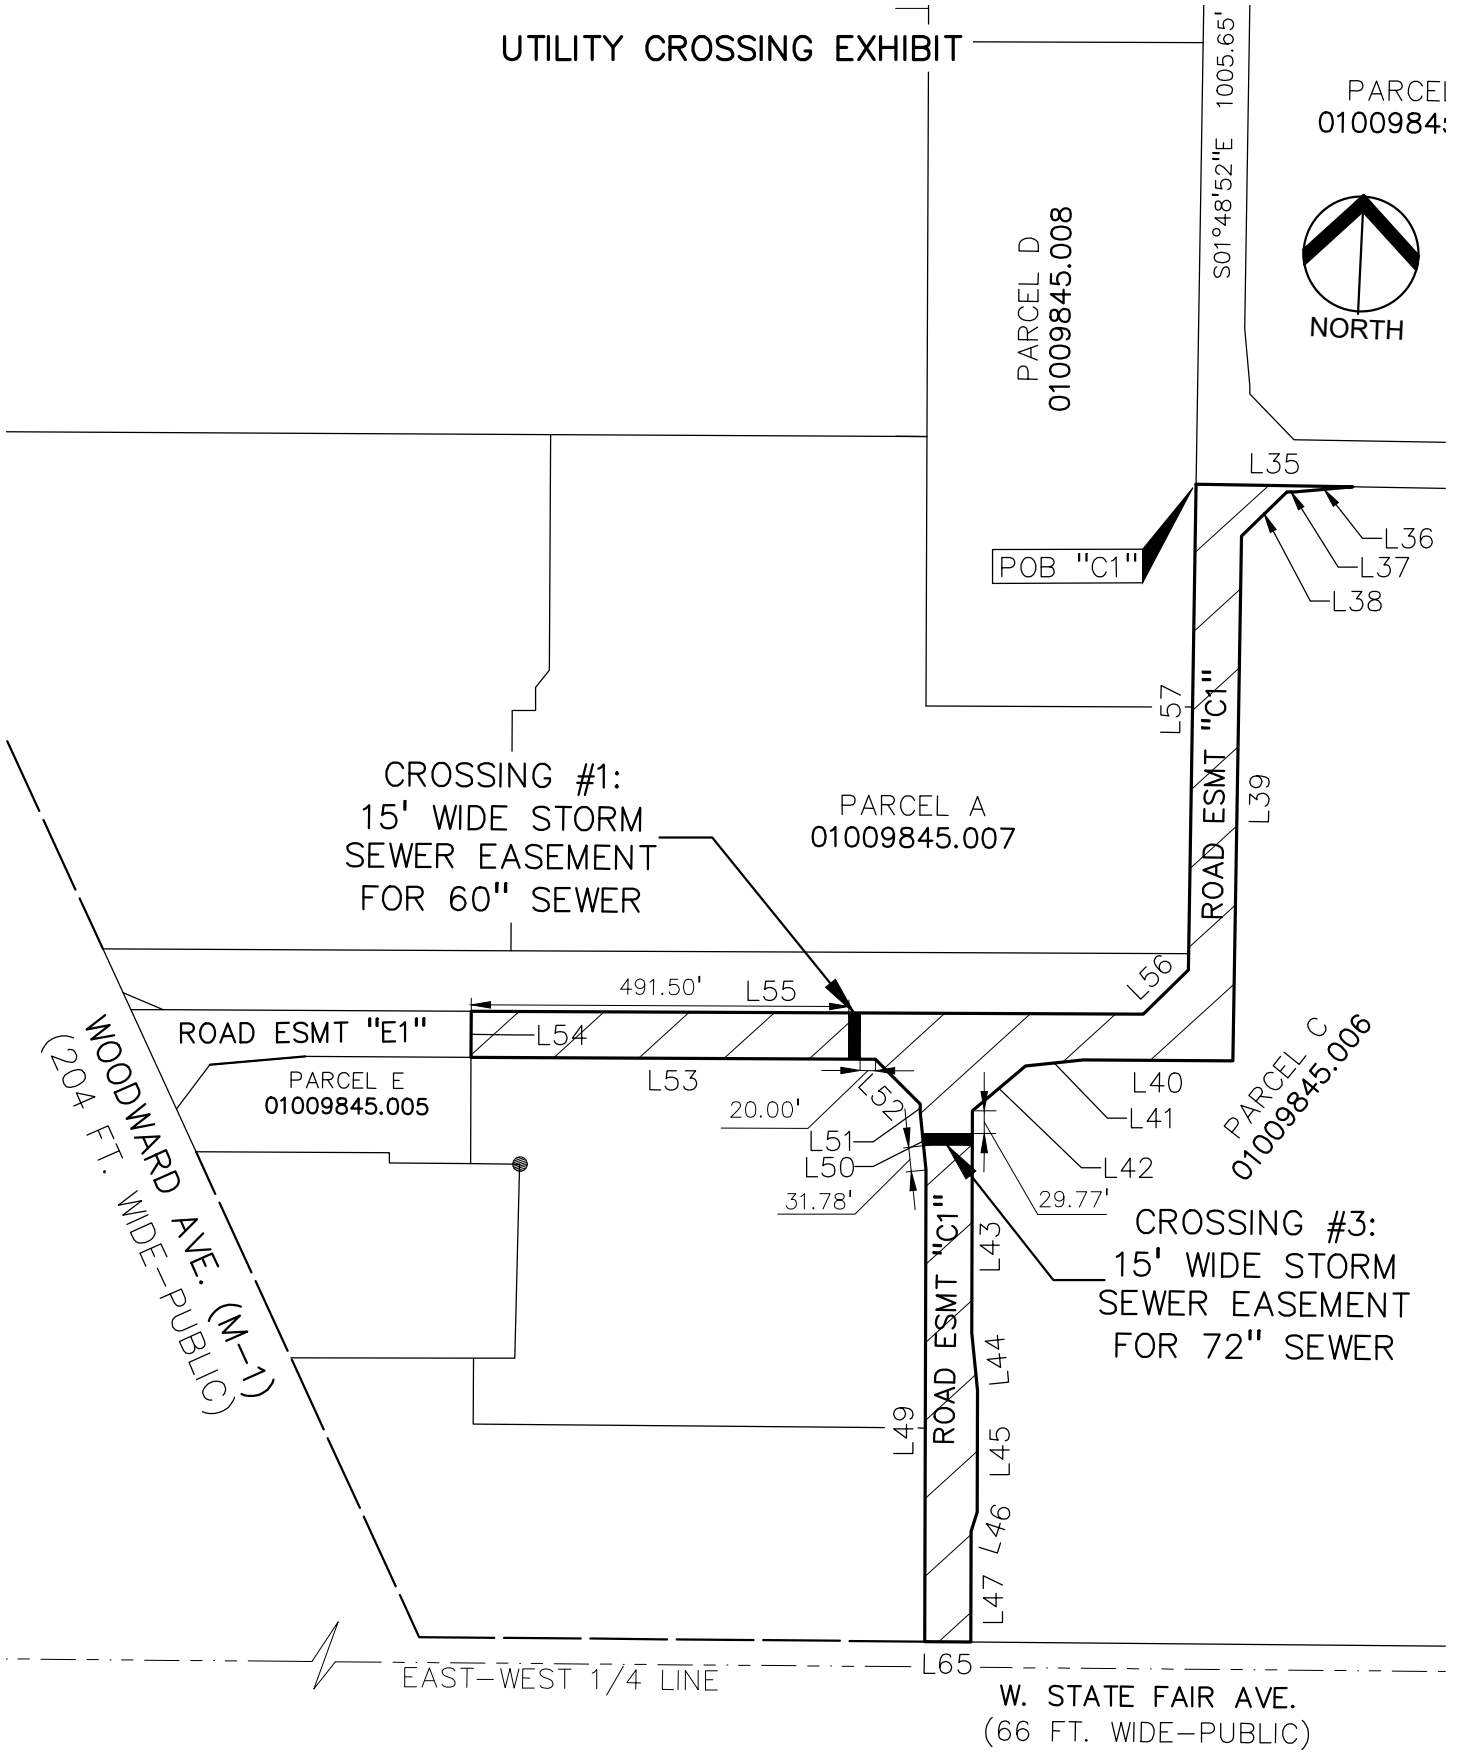 UTILITY CROSSING EXHIBIT
S01°48'52"E 1005.65'
PARCEL
0100984
NORTH
PARCEL D
01009845.008
L35
L36
L37
L38
POB "C1"
L57
ROAD ESMT "C1"
L39
CROSSING #1:
15' WIDE STORM
SEWER EASEMENT
FOR 60" SEWER
PARCEL A
01009845.007
491.50'
L55
L56
ROAD ESMT "E1"
L54
L53
PARCEL E
01009845.005
L52
20.00'
L51
L50
31.78'
L40
L41
L42
29.77'
PARCEL C
01009845.006
CROSSING #3:
15' WIDE STORM
SEWER EASEMENT
FOR 72" SEWER
WOODWARD AVE. (M-1)
(204 FT. WIDE-PUBLIC)
ROAD ESMT "C1"
L43
L44
L45
L46
L47
L49
L65
EAST-WEST 1/4 LINE
W. STATE FAIR AVE.
(66 FT. WIDE-PUBLIC)